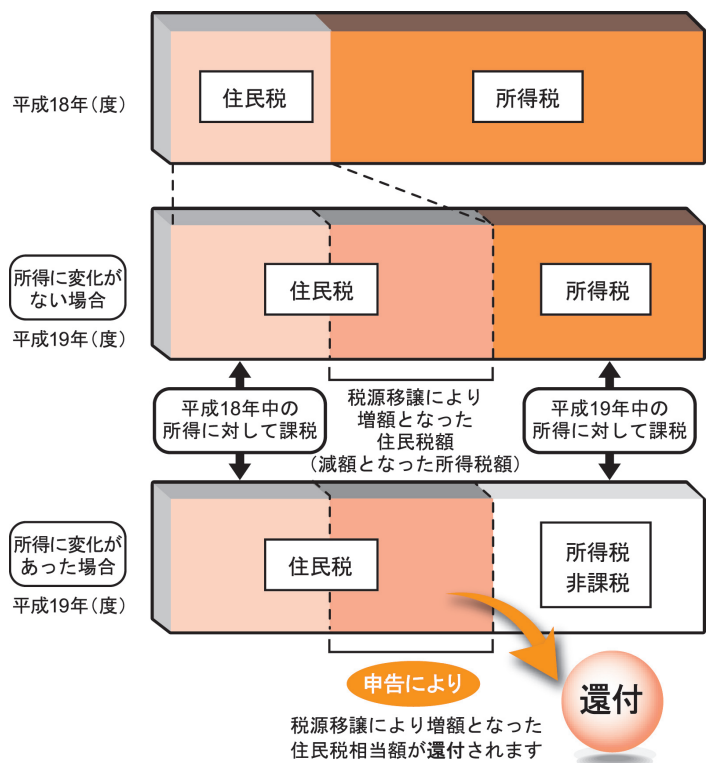 住民税
所得税
平成18年(度)
所得に変化が
ない場合
平成19年(度)
住民税
所得税
平成18年中の
所得に対して課税
税源移譲により
増額となった
住民税額
(減額となった所得税額)
平成19年中の
所得に対して課税
所得に変化が
あった場合
平成19年(度)
住民税
所得税
非課税
申告により
税源移譲により増額となった
住民税相当額が還付されます
還付